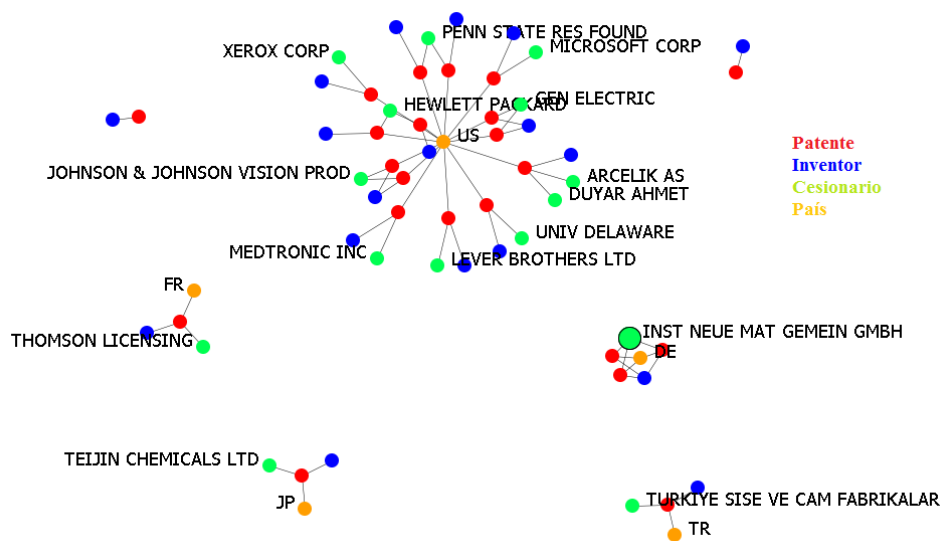 PENN STATE RES FOUND
XEROX CORP
MICROSOFT CORP
HEWLETT PACKARD
GEN ELECTRIC
US
Patente
Inventor
Cesionario
País
JOHNSON & JOHNSON VISION PROD
ARCELIK AS
DUYAR AHMET
UNIV DELAWARE
MEDTRONIC INC
LEVER BROTHERS LTD
FR
THOMSON LICENSING
INST NEUE MAT GEMEIN GMBH
DE
TEIJIN CHEMICALS LTD
JP
TURKIYE SISE VE CAM FABRIKALAR
TR